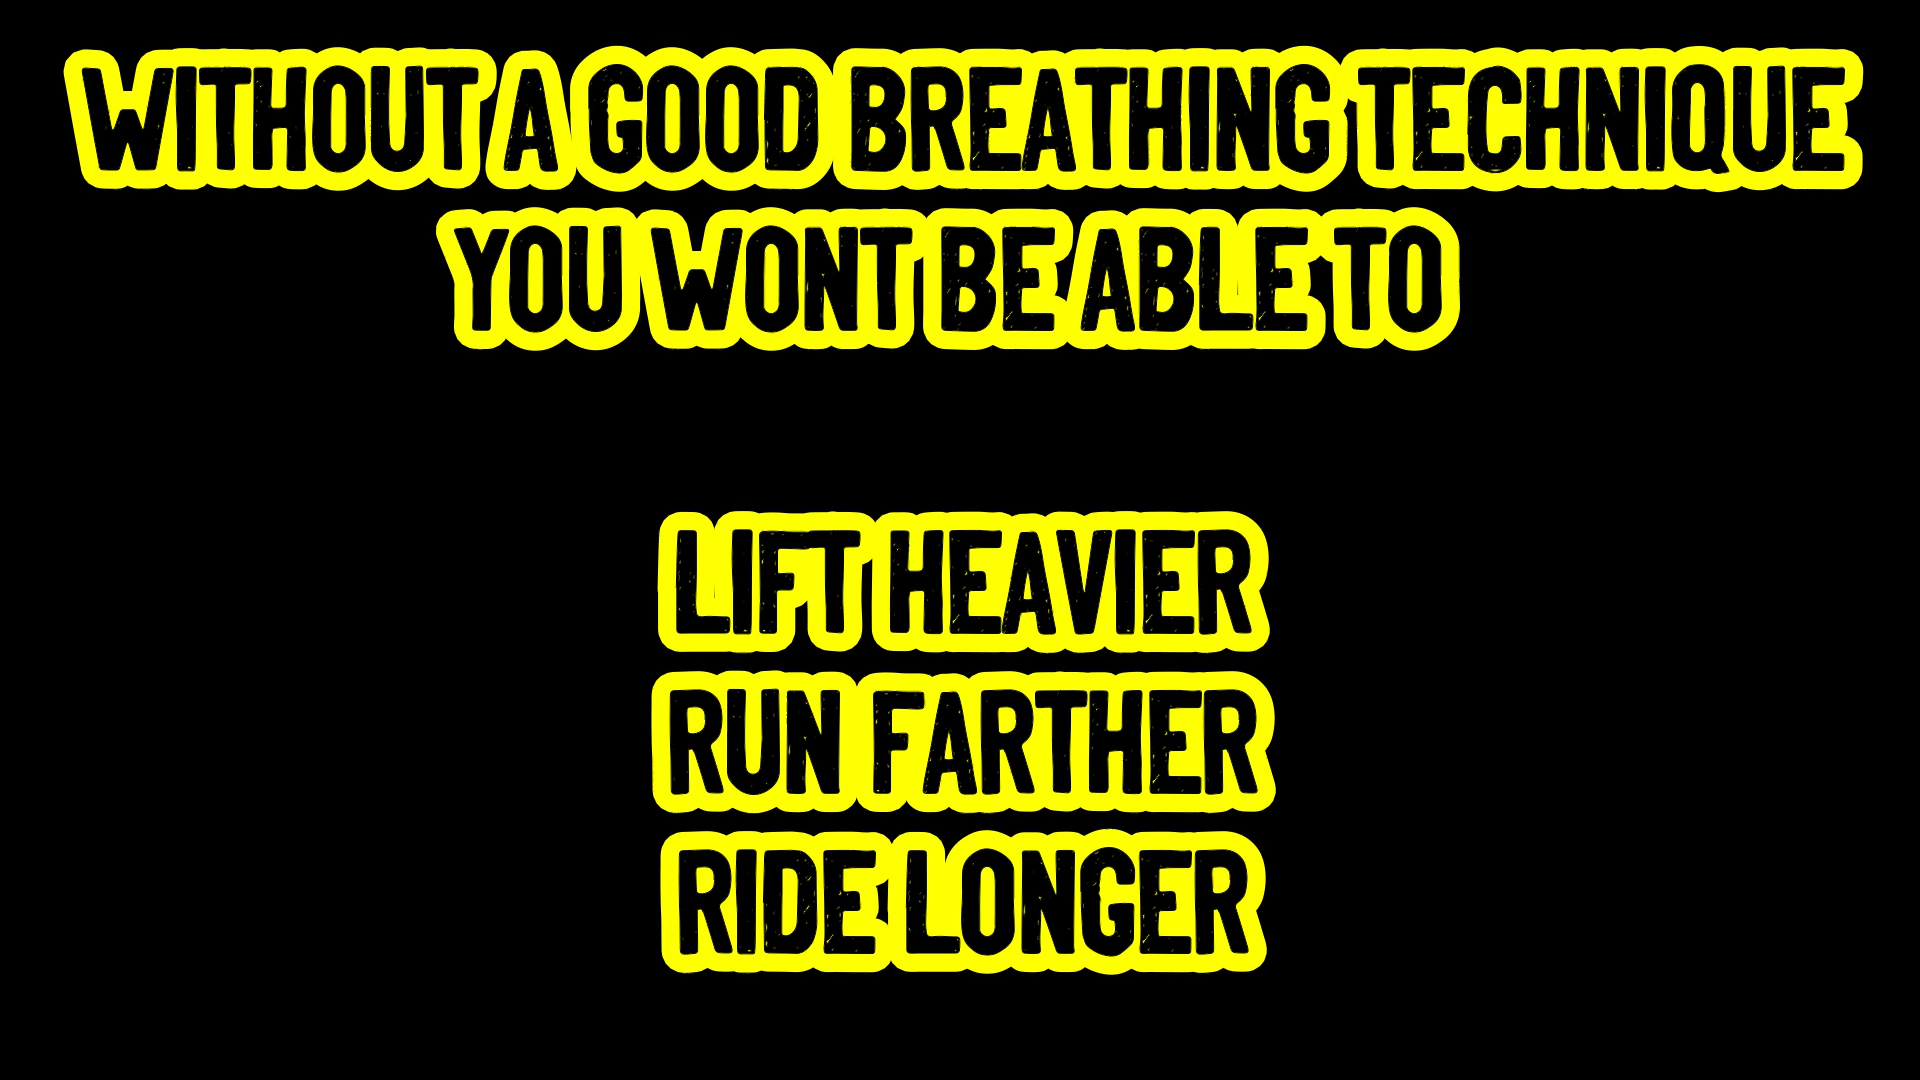 WITHOUT A GOOD BREATHING TECHNIQUE
YOU WONT BE ABLE TO
LIFT HEAVIER
RUN FARTHER
RIDE LONGER